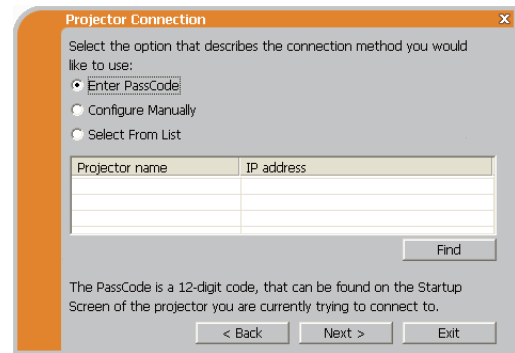 Projector Connection X
Select the option that describes the connection method you would
like to use:
Enter PassCode
Configure Manually
Select From List
Projector name IP address
Find
The PassCode is a 12-digit code, that can be found on the Startup
Screen of the projector you are currently trying to connect to.
< Back Next > Exit